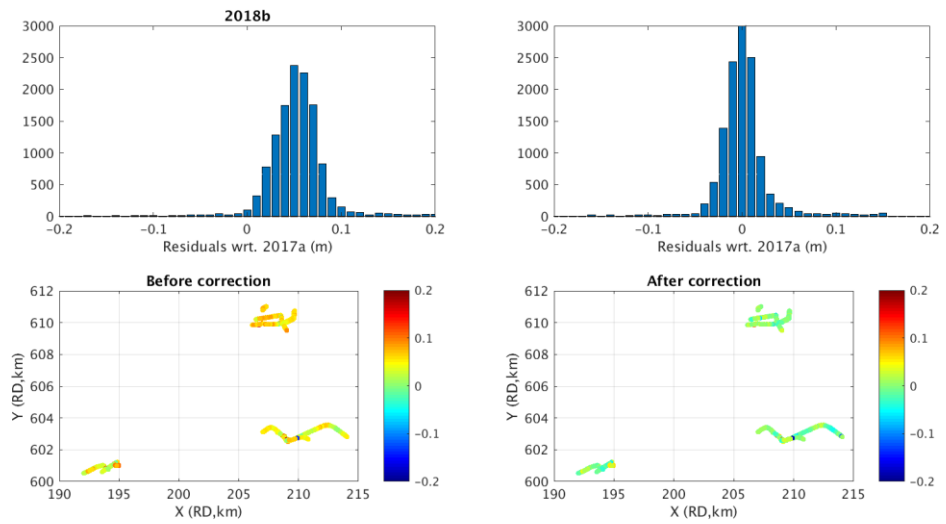 2018b
3000
2500
2000
1500
1000
500
0
-0.2 -0.1 0 0.1 0.2
Residuals wrt. 2017a (m)
3000
2500
2000
1500
1000
500
0
-0.2 -0.1 0 0.1 0.2
Residuals wrt. 2017a (m)
Before correction
612
610
608
606
604
602
600
190 195 200 205 210 215
X (RD,km)
Y (RD,km)
0.2
0.1
0
-0.1
-0.2
After correction
612
610
608
606
604
602
600
190 195 200 205 210 215
X (RD,km)
Y (RD,km)
0.2
0.1
0
-0.1
-0.2